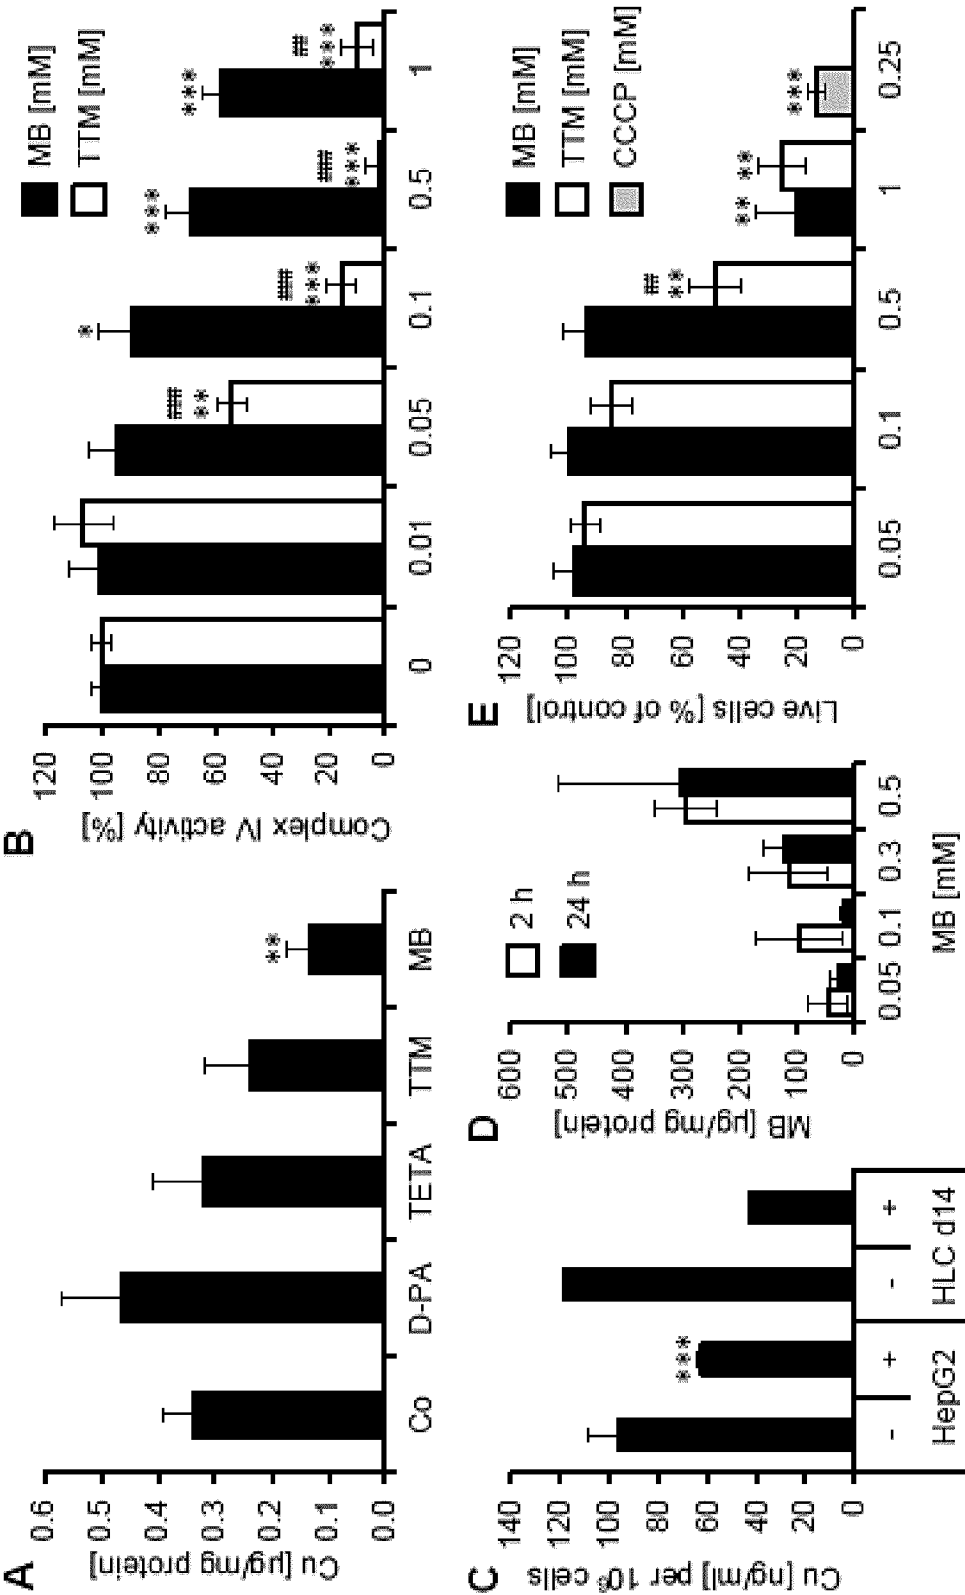 A
Cu [µg/mg protein]
0.6
0.5
0.4
0.3
0.2
0.1
0.0
Co D-PA TETA TTM MB
**
B
Complex IV activity [%]
120
100
80
60
40
20
0
0 0.01 0.05 0.1 0.5 1
MB [mM]
TTM [mM]
###
**
*
###
***
***
###
***
***
##
***
C
Cu [ng/ml] per 10⁶ cells
140
120
100
80
60
40
20
0
***
- + - +
HepG2 HLC d14
D
MB [µg/mg protein]
600
500
400
300
200
100
0
2 h
24 h
0.05 0.1 0.3 0.5
MB [mM]
E
Live cells [% of control]
120
100
80
60
40
20
0
0.05 0.1 0.5 1 0.25
MB [mM]
TTM [mM]
CCCP [mM]
##
**
**
**
***